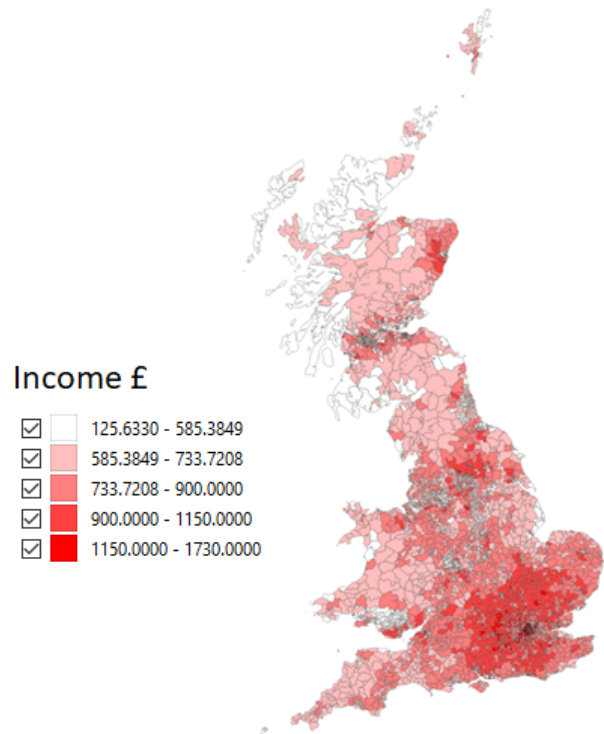 Income £
125.6330 - 585.3849
585.3849 - 733.7208
733.7208 - 900.0000
900.0000 - 1150.0000
1150.0000 - 1730.0000